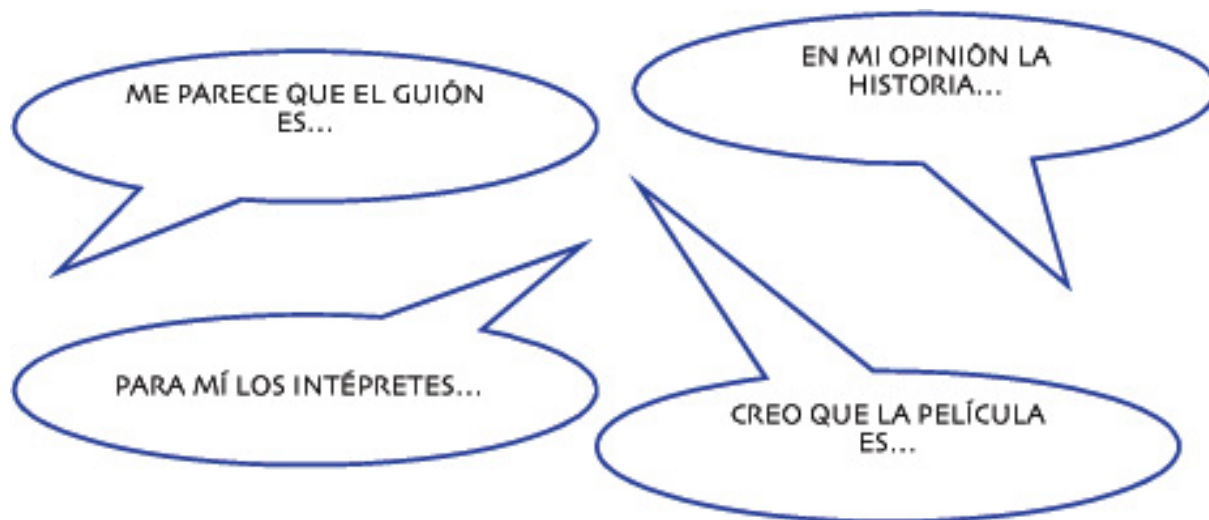 ME PARECE QUE EL GUIÓN
ES...
EN MI OPINIÓN LA
HISTORIA...
PARA MÍ LOS INTÉPRETES...
CREO QUE LA PELÍCULA
ES...